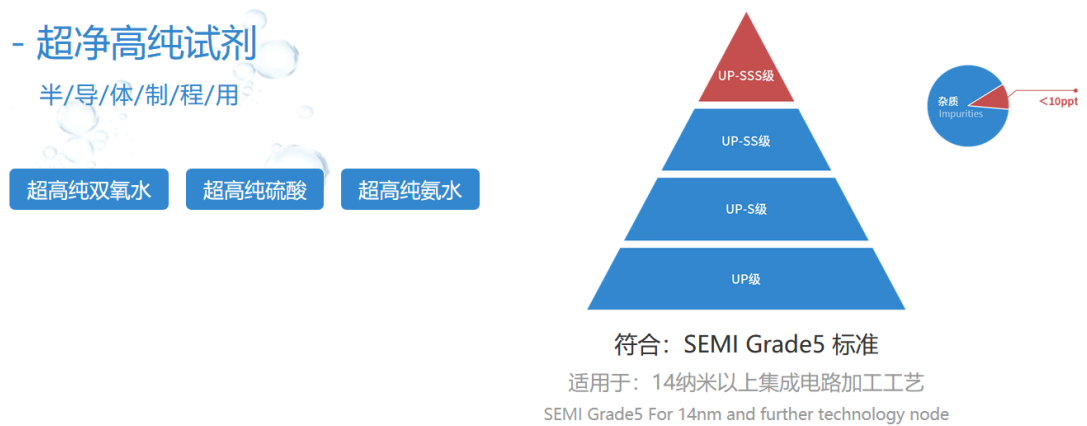 - 超净高纯试剂
半/导/体/制/程/用
超高纯双氧水
超高纯硫酸
超高纯氨水
UP-SSS级
UP-SS级
UP-S级
UP级
杂质
Impurities
＜10ppt
符合：SEMI Grade5 标准
适用于：14纳米以上集成电路加工工艺
SEMI Grade5 For 14nm and further technology node